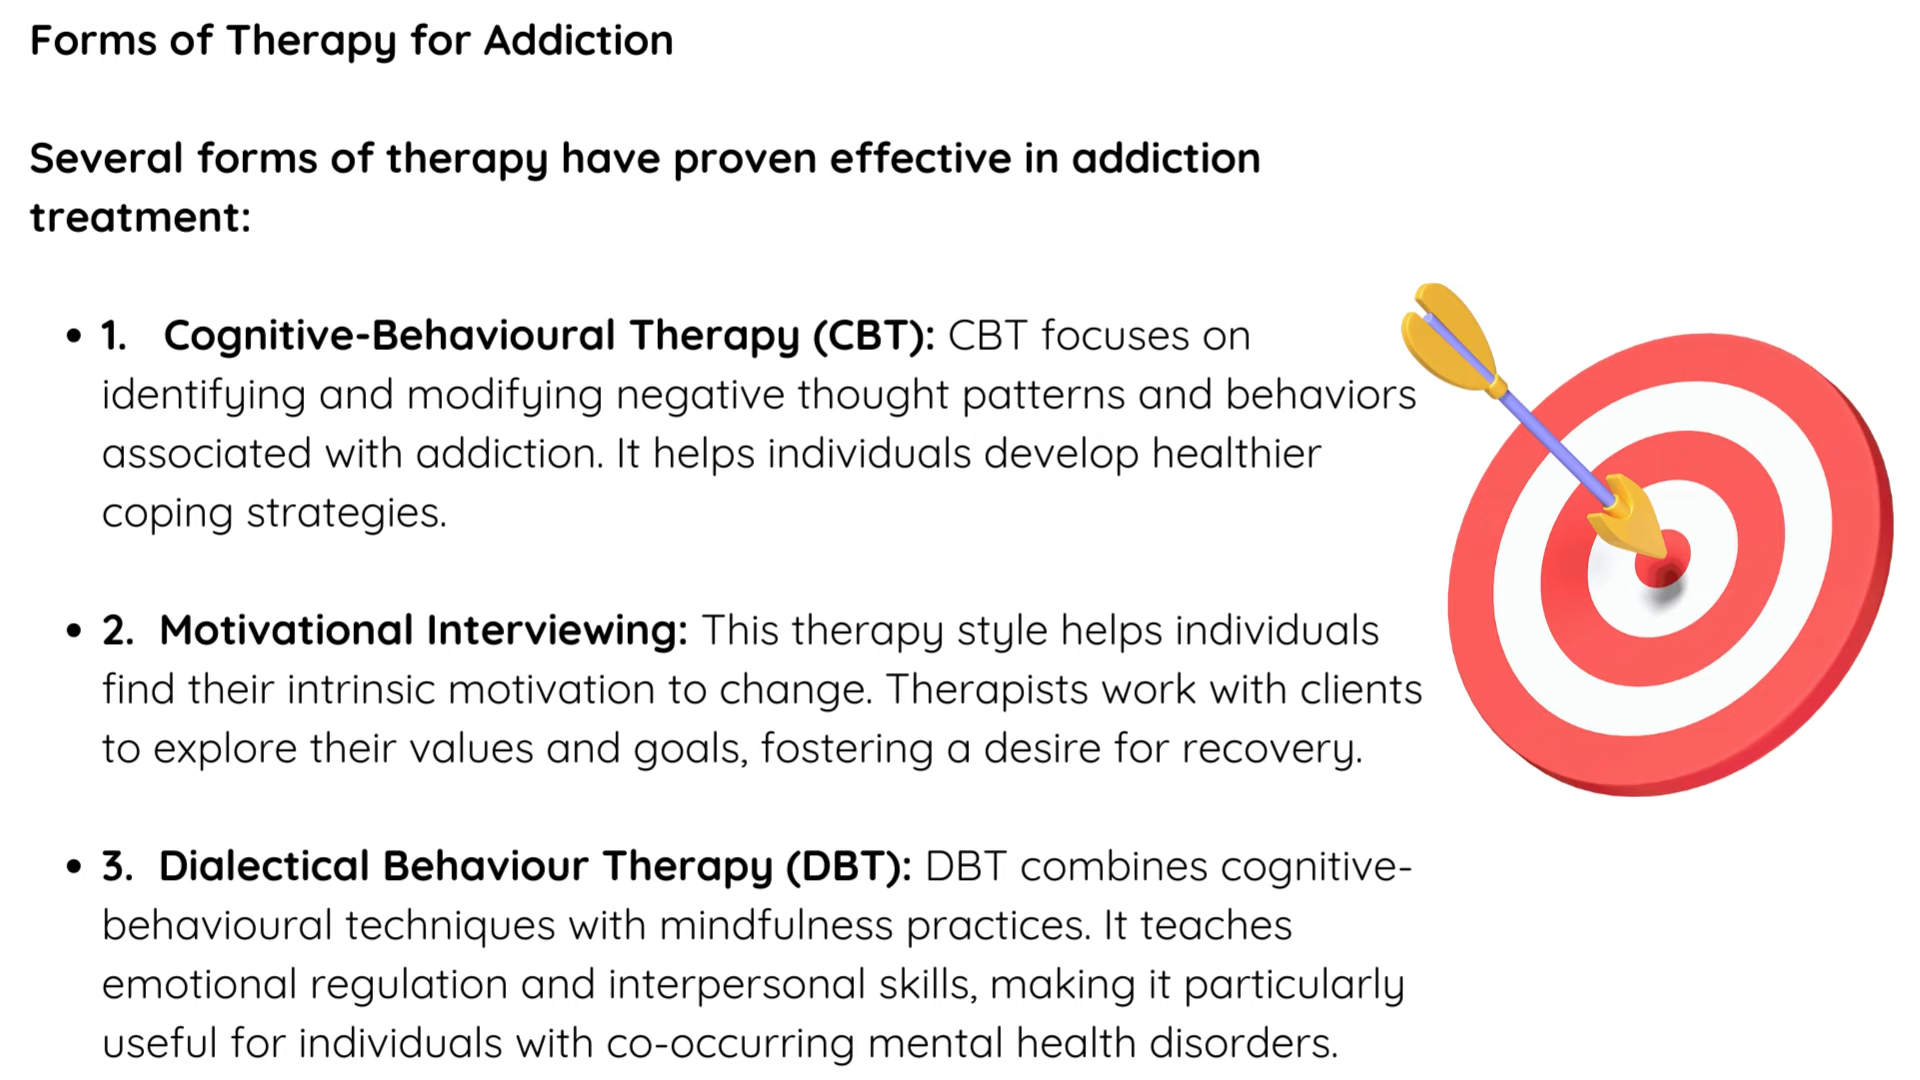 Forms of Therapy for Addiction
Several forms of therapy have proven effective in addiction
treatment:
• 1. Cognitive-Behavioural Therapy (CBT): CBT focuses on
identifying and modifying negative thought patterns and behaviors
associated with addiction. It helps individuals develop healthier
coping strategies.
• 2. Motivational Interviewing: This therapy style helps individuals
find their intrinsic motivation to change. Therapists work with clients
to explore their values and goals, fostering a desire for recovery.
• 3. Dialectical Behaviour Therapy (DBT): DBT combines cognitive-
behavioural techniques with mindfulness practices. It teaches
emotional regulation and interpersonal skills, making it particularly
useful for individuals with co-occurring mental health disorders.